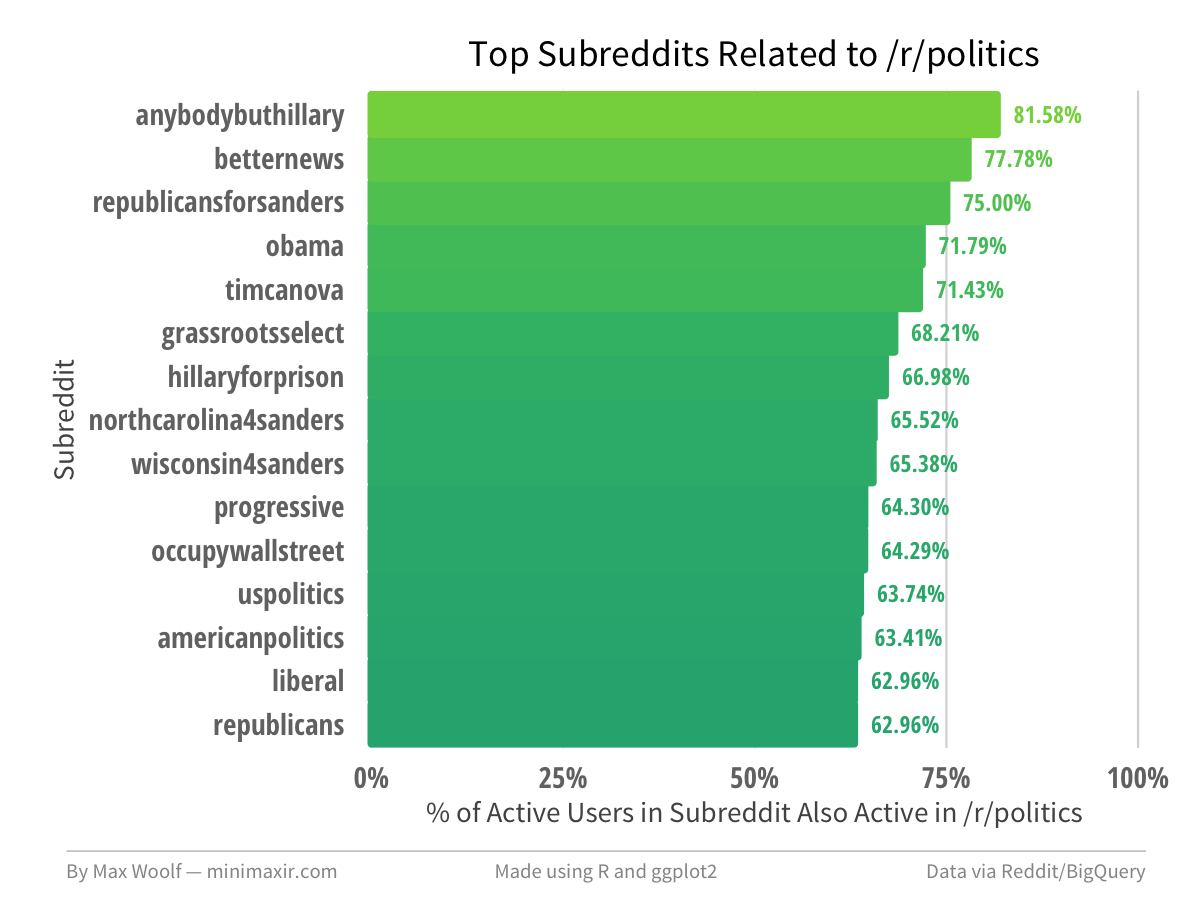 Top Subreddits Related to /r/politics
anybodybuthillary 81.58%
betternews 77.78%
republicansforsanders 75.00%
obama 71.79%
timcanova 71.43%
grassrootsselect 68.21%
hillaryforprison 66.98%
northcarolina4sanders 65.52%
wisconsin4sanders 65.38%
progressive 64.30%
occupywallstreet 64.29%
uspolitics 63.74%
americanpolitics 63.41%
liberal 62.96%
republicans 62.96%
Subreddit
0% 25% 50% 75% 100%
% of Active Users in Subreddit Also Active in /r/politics
By Max Woolf — minimaxir.com Made using R and ggplot2 Data via Reddit/BigQuery